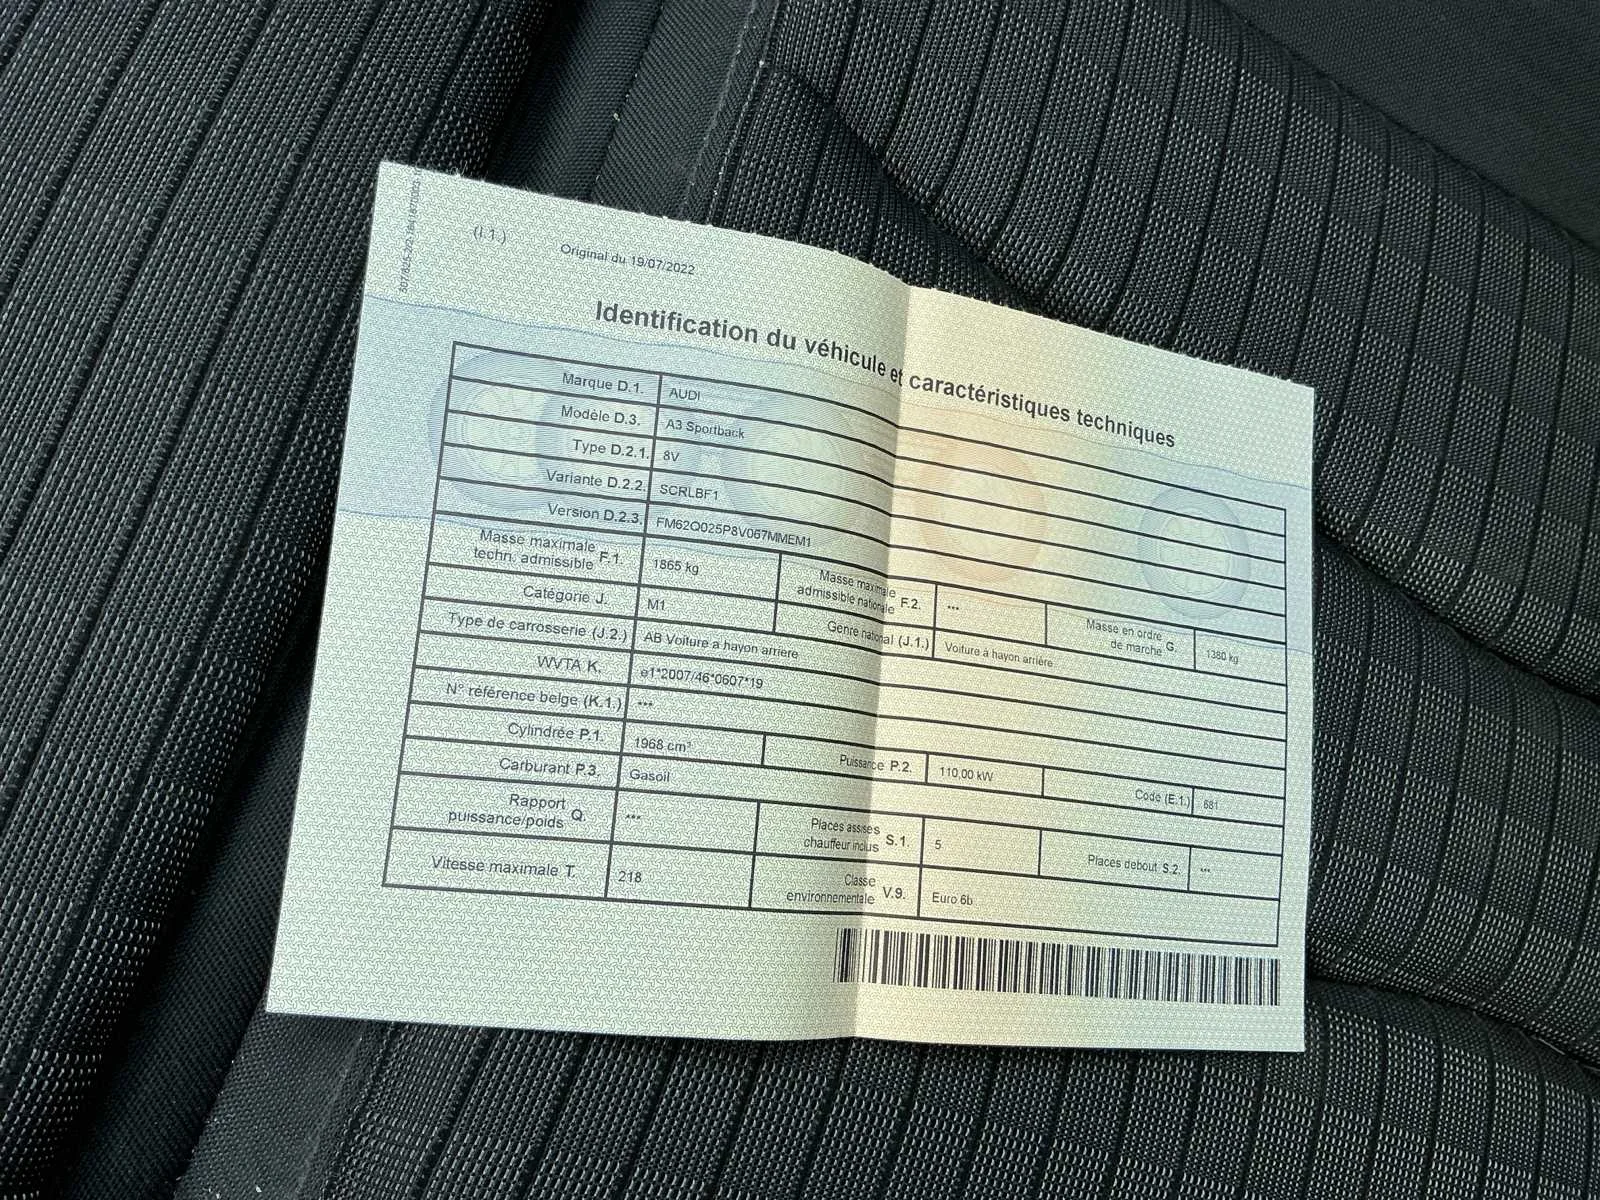 (I 1.)
Original du 19/07/2022
Identification du véhicule et caractéristiques techniques
Marque D.1. AUDI
Modèle D.3. A3 Sportback
Type D.2.1. 8V
Variante D.2.2. SCRLBF1
Version D.2.3. FM62Q025P8V067MMEM1
Masse maximale techn. admissible F.1. 1865 kg Masse maximale admissible nationale F.2. *** Masse en ordre de marche G. 1380 kg
Catégorie J. M1 Genre national (J.1.) Voiture à hayon arrière
Type de carrosserie (J.2.) AB Voiture à hayon arrière
WVTA K. e1*2007/46*0607*19
N° référence belge (K.1.) ***
Cylindrée P.1. 1968 cm³ Puissance P.2. 110,00 kW Code (E.1.) 681
Carburant P.3. Gasoil
Rapport puissance/poids Q. *** Places assises chauffeur inclus S.1. 5 Places debout S.2. ***
Vitesse maximale T. 218 Classe environnementale V.9. Euro 6b